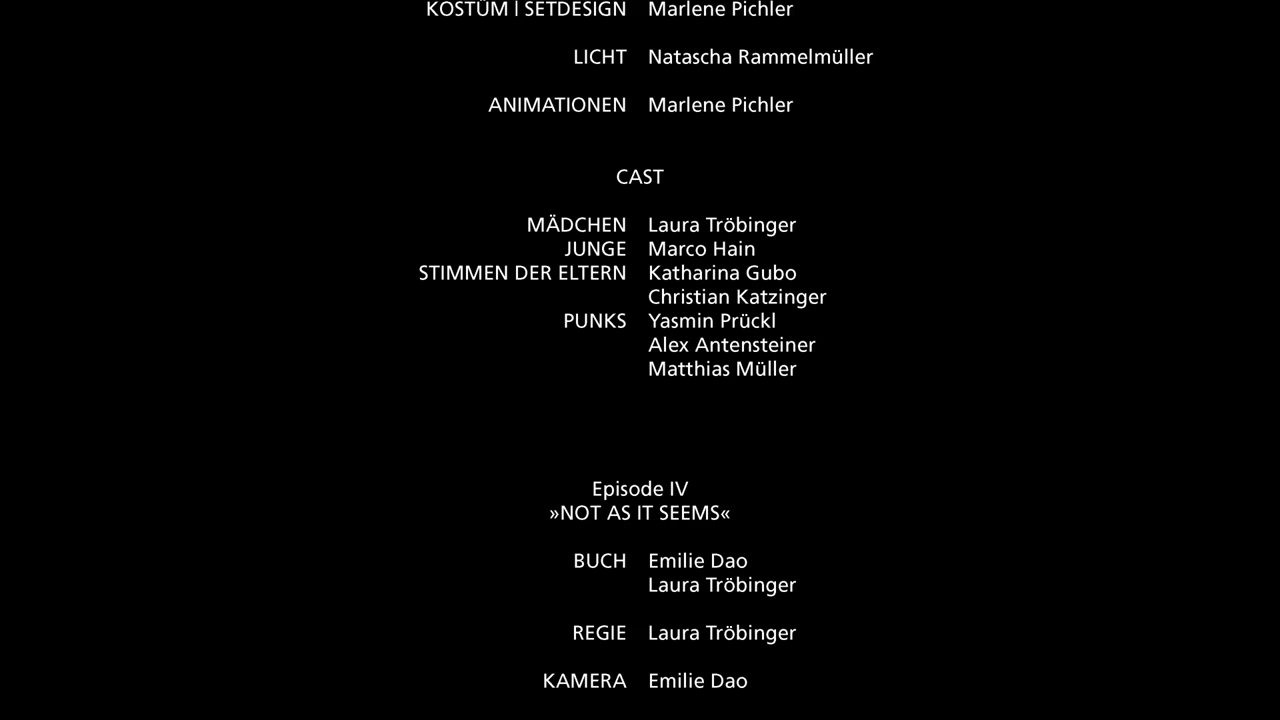 KOSTÜM | SETDESIGN Marlene Pichler
LICHT Natascha Rammelmüller
ANIMATIONEN Marlene Pichler
CAST
MÄDCHEN Laura Tröbinger
JUNGE Marco Hain
STIMMEN DER ELTERN Katharina Gubo
Christian Katzinger
PUNKS Yasmin Prückl
Alex Antensteiner
Matthias Müller
Episode IV
»NOT AS IT SEEMS«
BUCH Emilie Dao
Laura Tröbinger
REGIE Laura Tröbinger
KAMERA Emilie Dao